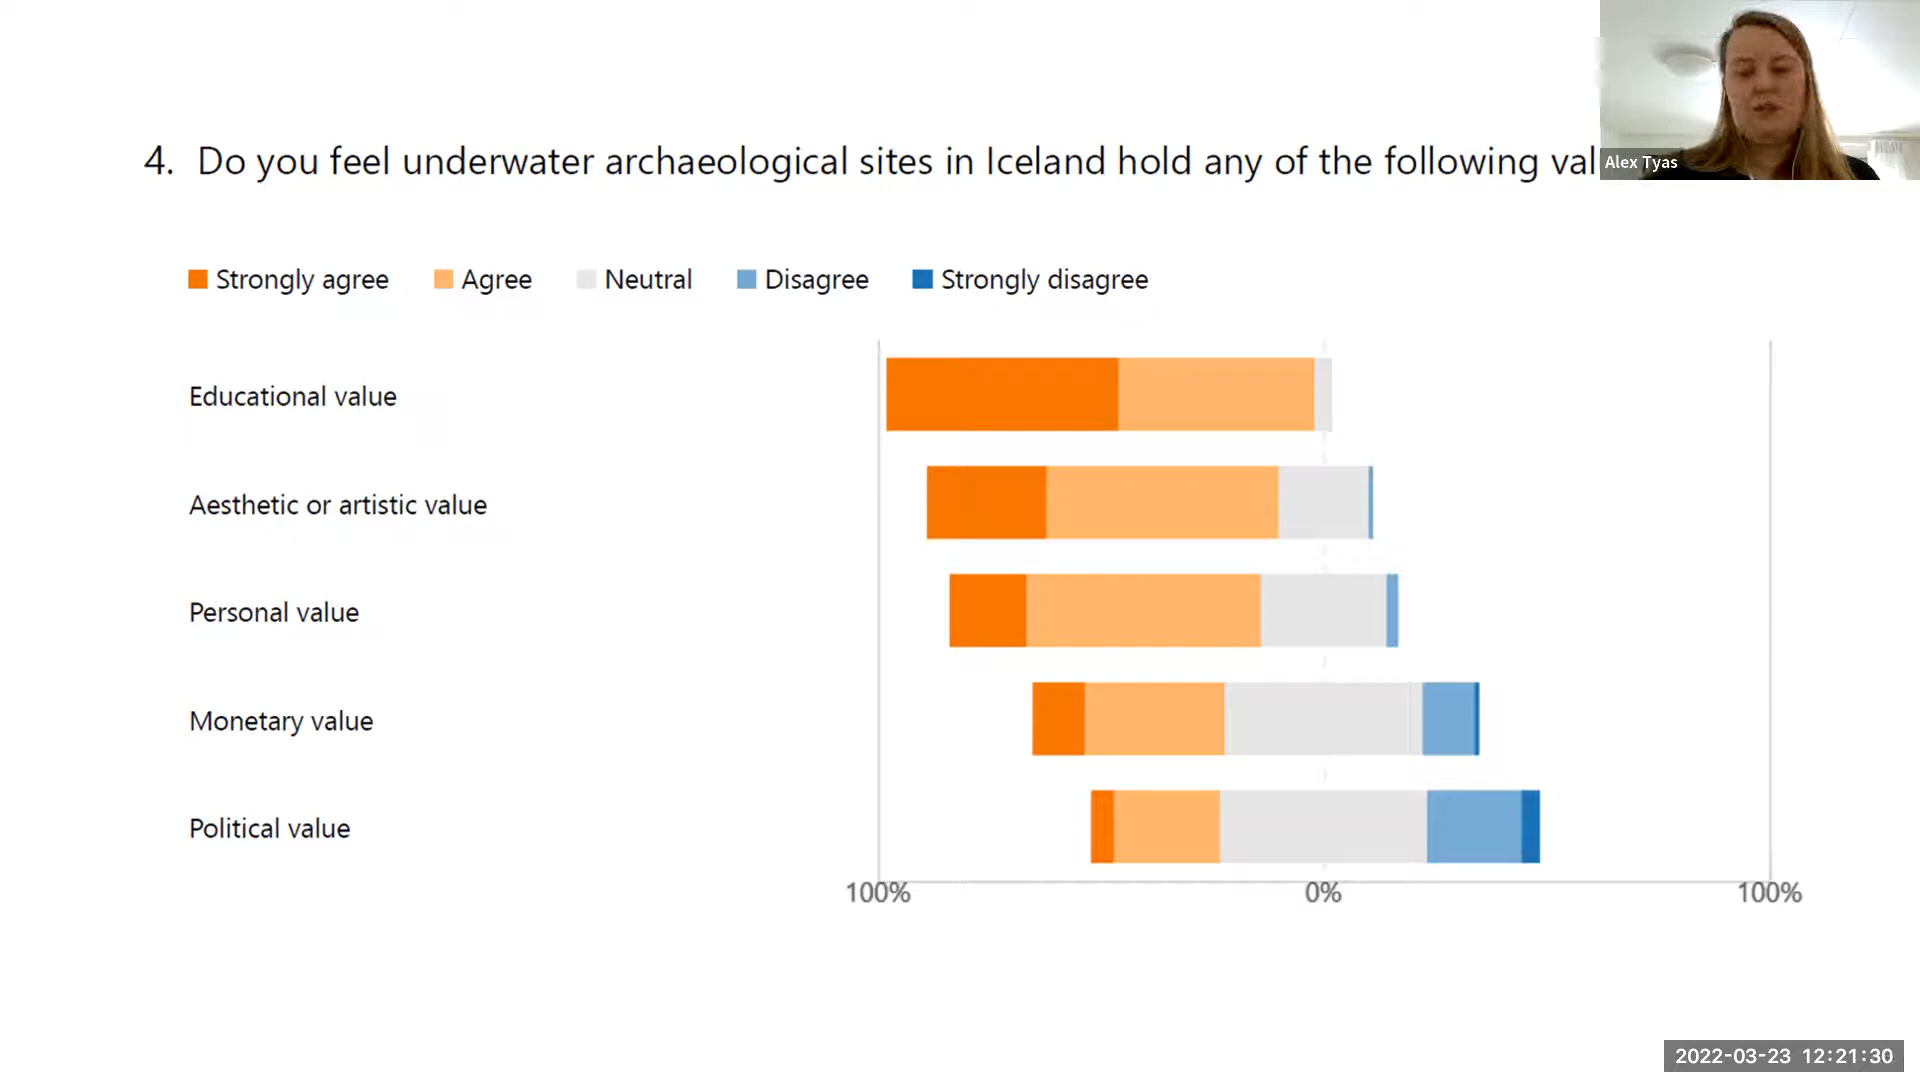 4. Do you feel underwater archaeological sites in Iceland hold any of the following
Alex Tyas
Strongly agree Agree Neutral Disagree Strongly disagree
Educational value
Aesthetic or artistic value
Personal value
Monetary value
Political value
100% 0% 100%
2022-03-23 12:21:30